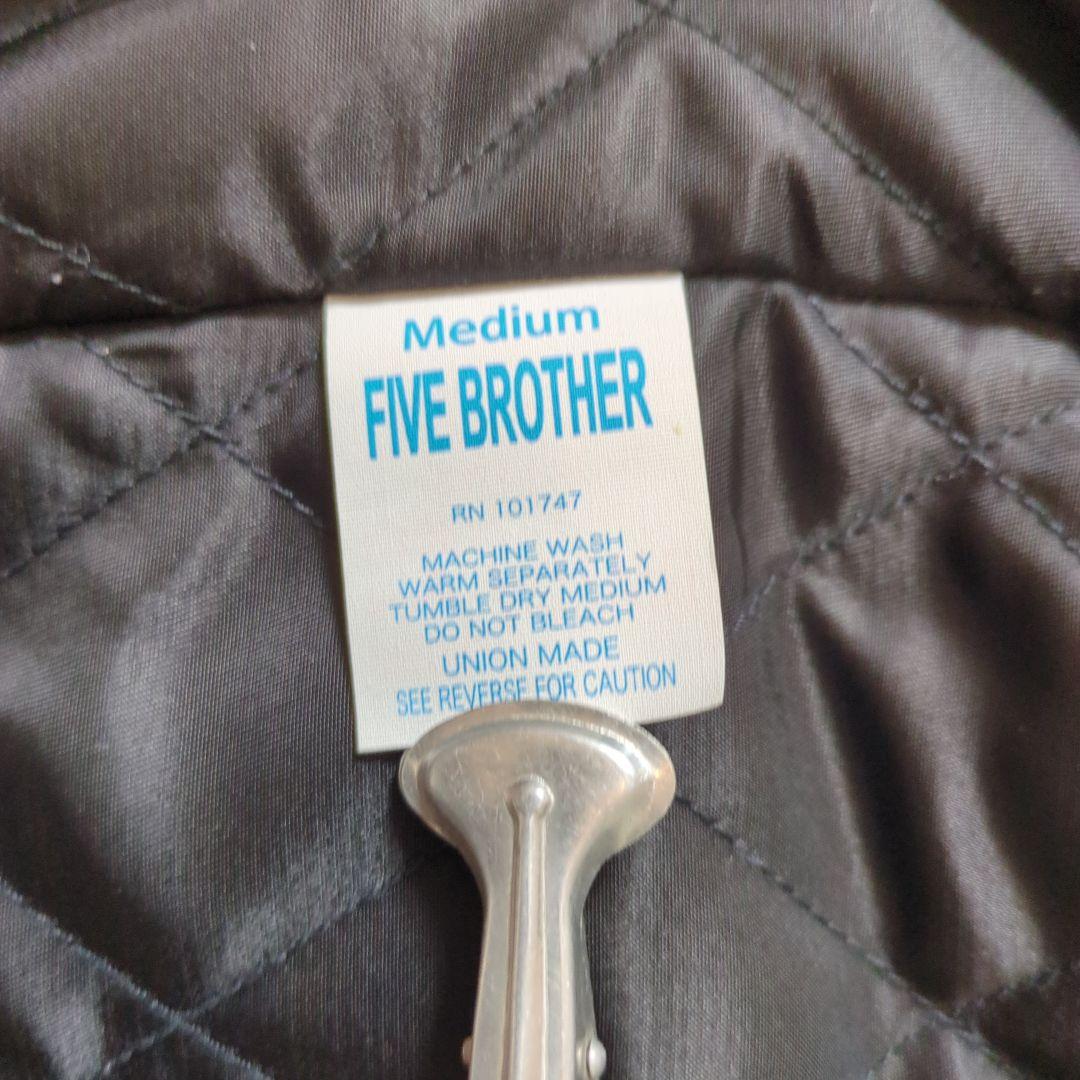 Medium
FIVE BROTHER
RN 101747
MACHINE WASH
WARM SEPARATELY
TUMBLE DRY MEDIUM
DO NOT BLEACH
UNION MADE
SEE REVERSE FOR CAUTION